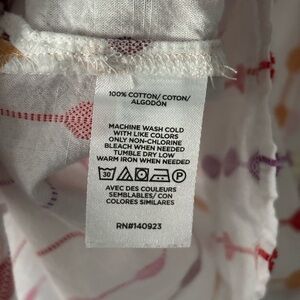 100% COTTON/ COTON/
ALGODÓN
MACHINE WASH COLD
WITH LIKE COLORS
ONLY NON-CHLORINE
BLEACH WHEN NEEDED
TUMBLE DRY LOW
WARM IRON WHEN NEEDED
30 P
AVEC DES COULEURS
SEMBLABLES/ CON
COLORES SIMILARES
RN#140923